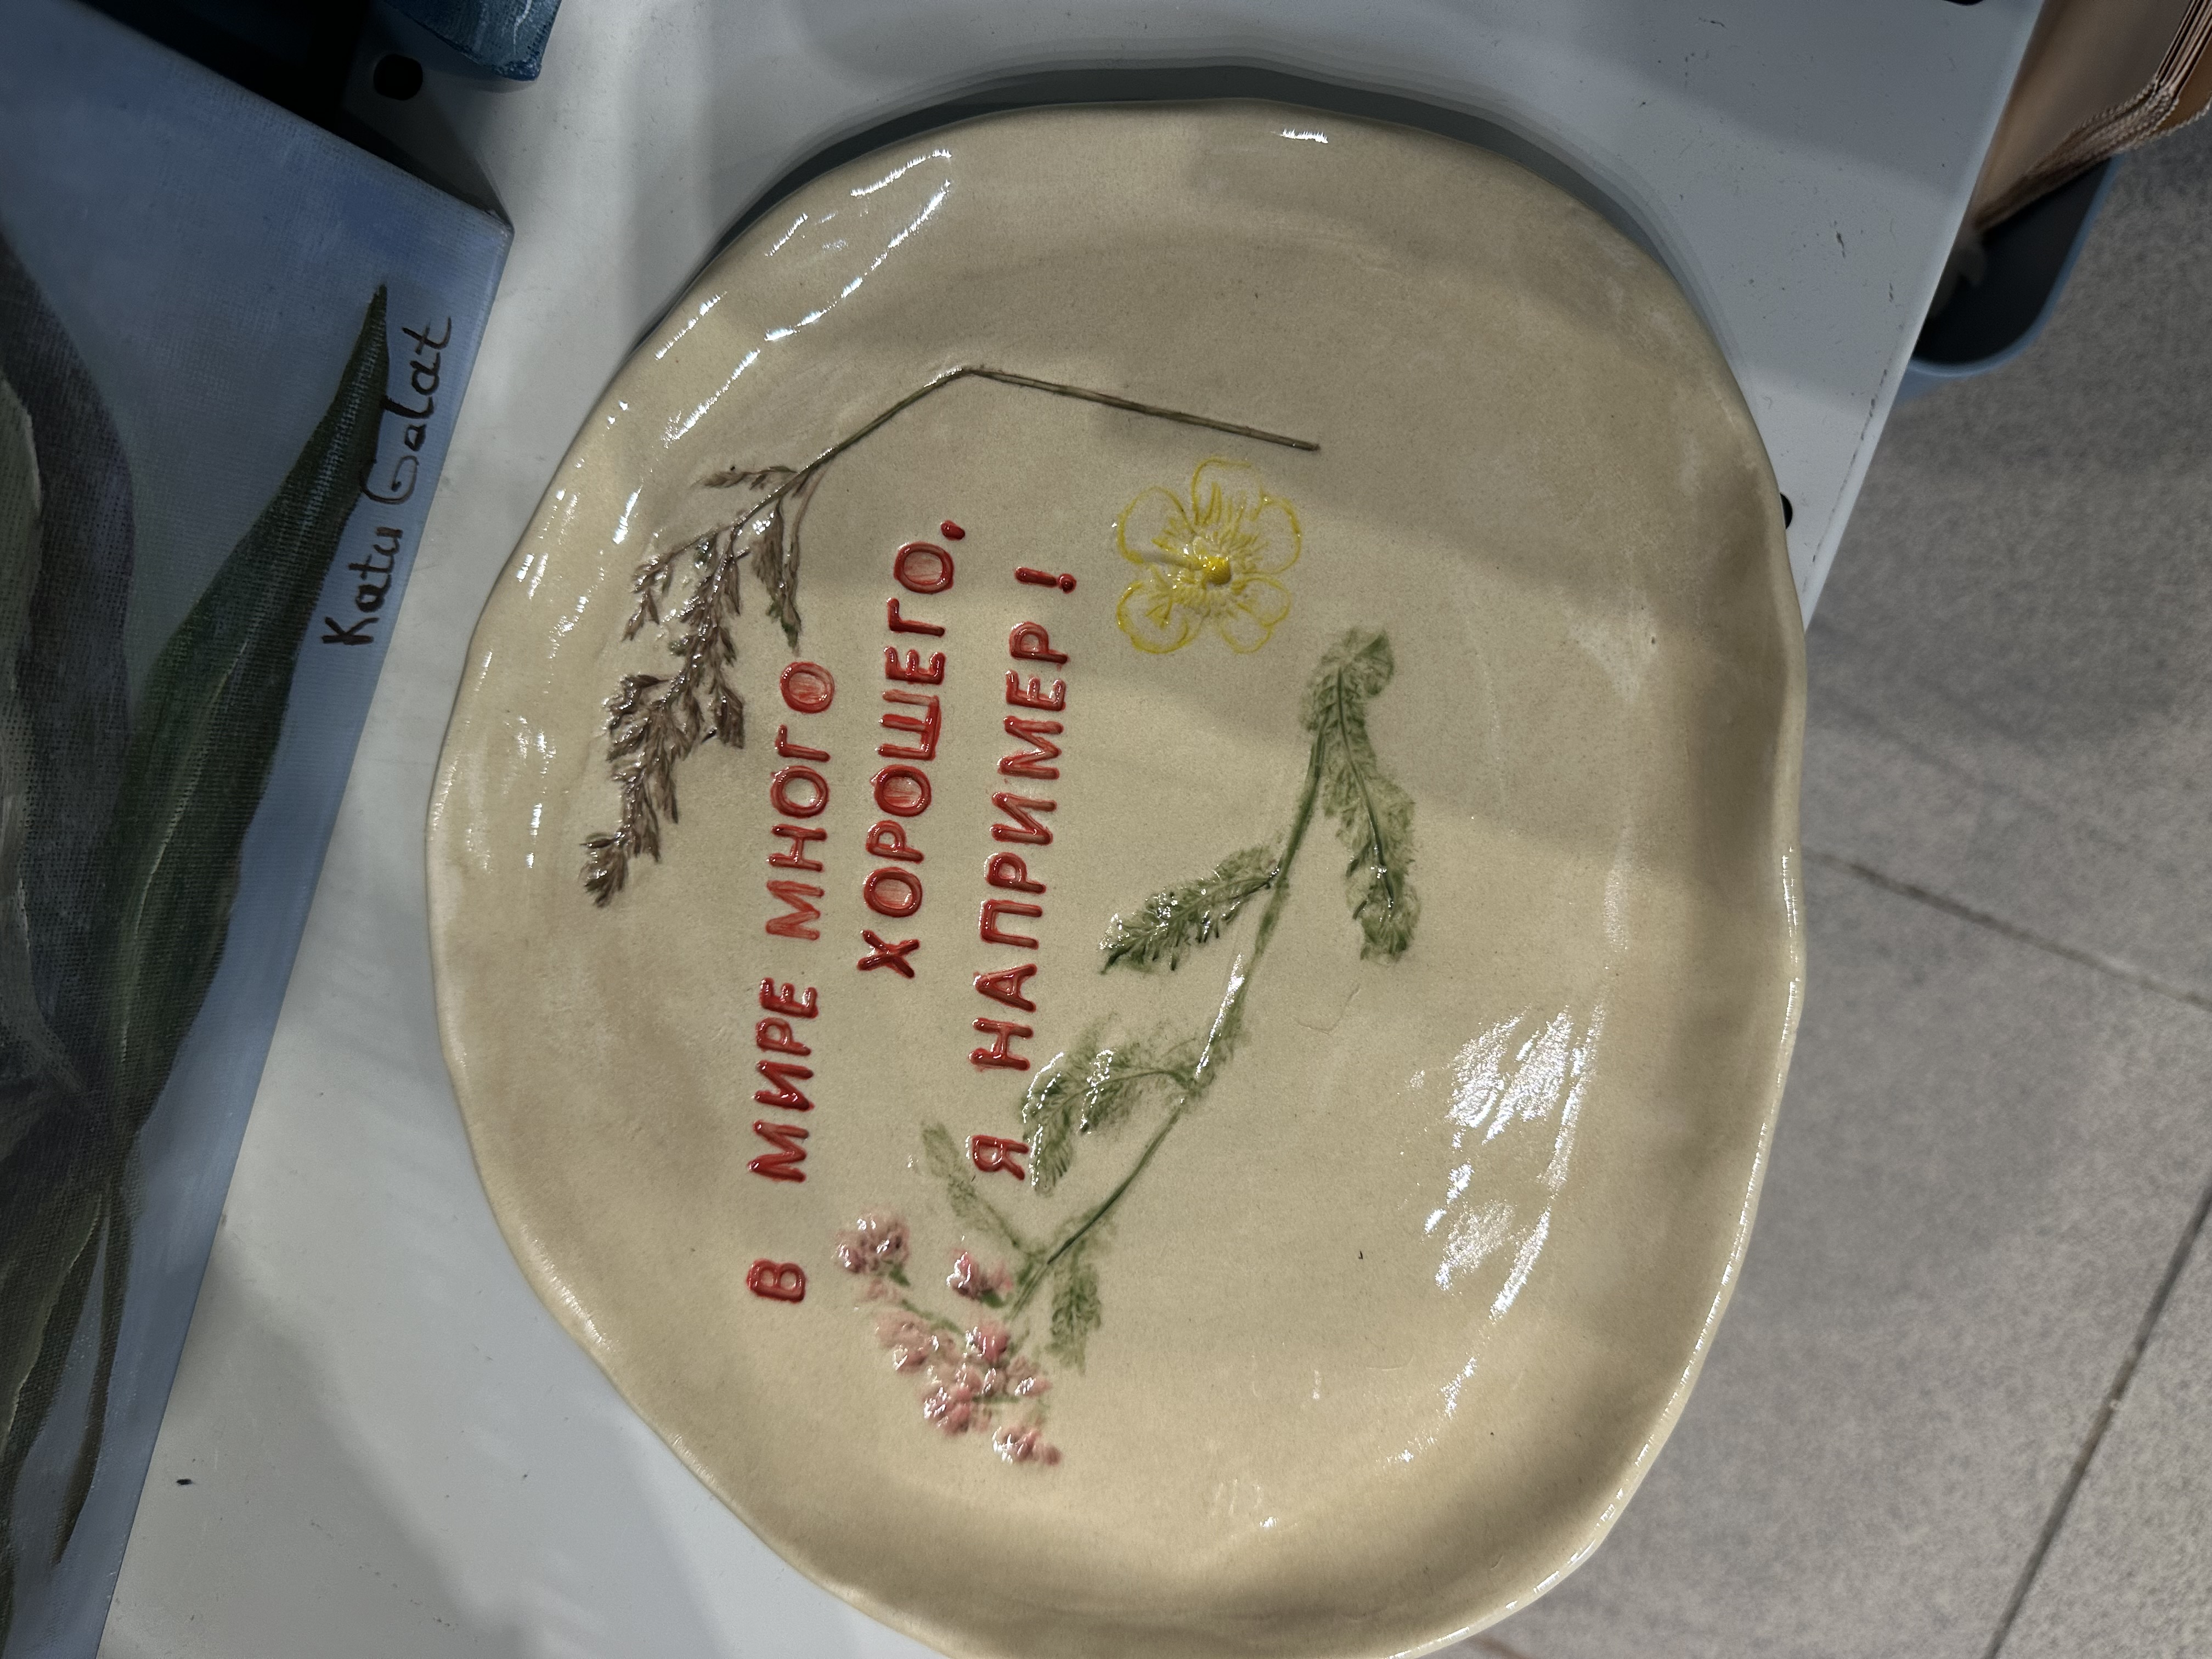 В МИРЕ МНОГО
ХОРОШЕГО,
Я НАПРИМЕР!
Katu Galat